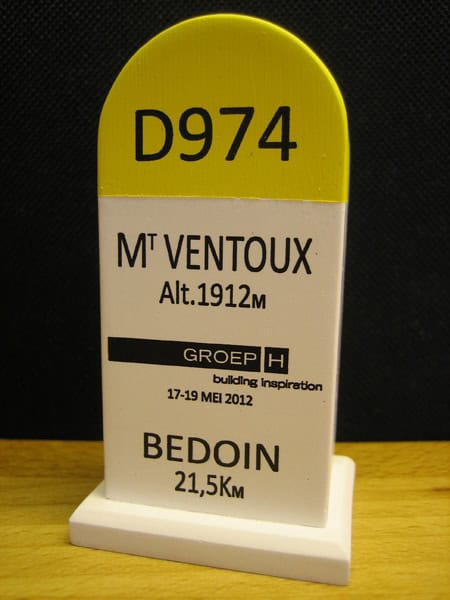 D974
Mᵀ VENTOUX
Alt.1912м
GROEP H
building inspiration
17-19 MEI 2012
BEDOIN
21,5Kм